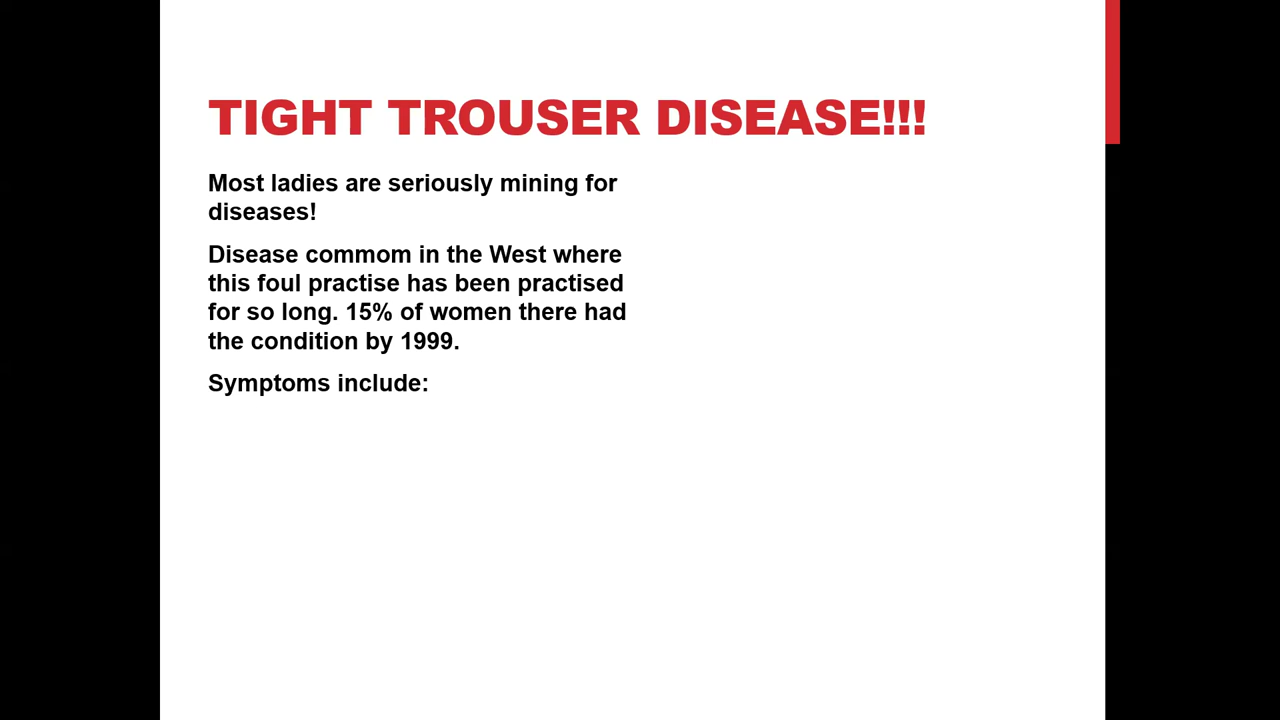 TIGHT TROUSER DISEASE!!!
Most ladies are seriously mining for
diseases!
Disease commom in the West where
this foul practise has been practised
for so long. 15% of women there had
the condition by 1999.
Symptoms include: